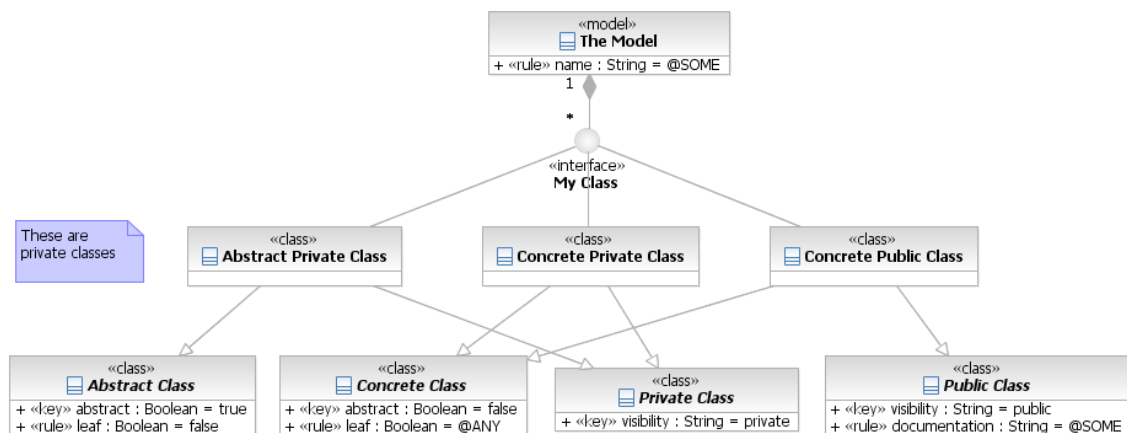 «model»
The Model
+ «rule» name : String = @SOME
1
*
«interface»
My Class
These are
private classes
«class»
Abstract Private Class
«class»
Concrete Private Class
«class»
Concrete Public Class
«class»
Abstract Class
+ «key» abstract : Boolean = true
+ «rule» leaf : Boolean = false
«class»
Concrete Class
+ «key» abstract : Boolean = false
+ «rule» leaf : Boolean = @ANY
«class»
Private Class
+ «key» visibility : String = private
«class»
Public Class
+ «key» visibility : String = public
+ «rule» documentation : String = @SOME